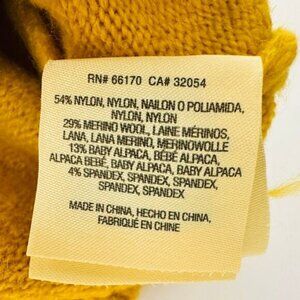 RN# 66170 CA# 32054
54% NYLON, NYLON, NAILON O POLIAMIDA,
NYLON, NYLON
29% MERINO WOOL, LAINE MÉRINOS,
LANA, LANA MERINO, MERINOWOLLE
13% BABY ALPACA, BÉBÉ ALPACA,
ALPACA BEBÉ, BABY ALPACA, BABY ALPACA
4% SPANDEX, SPANDEX, SPANDEX,
SPANDEX, SPANDEX
MADE IN CHINA, HECHO EN CHINA,
FABRIQUÉ EN CHINE